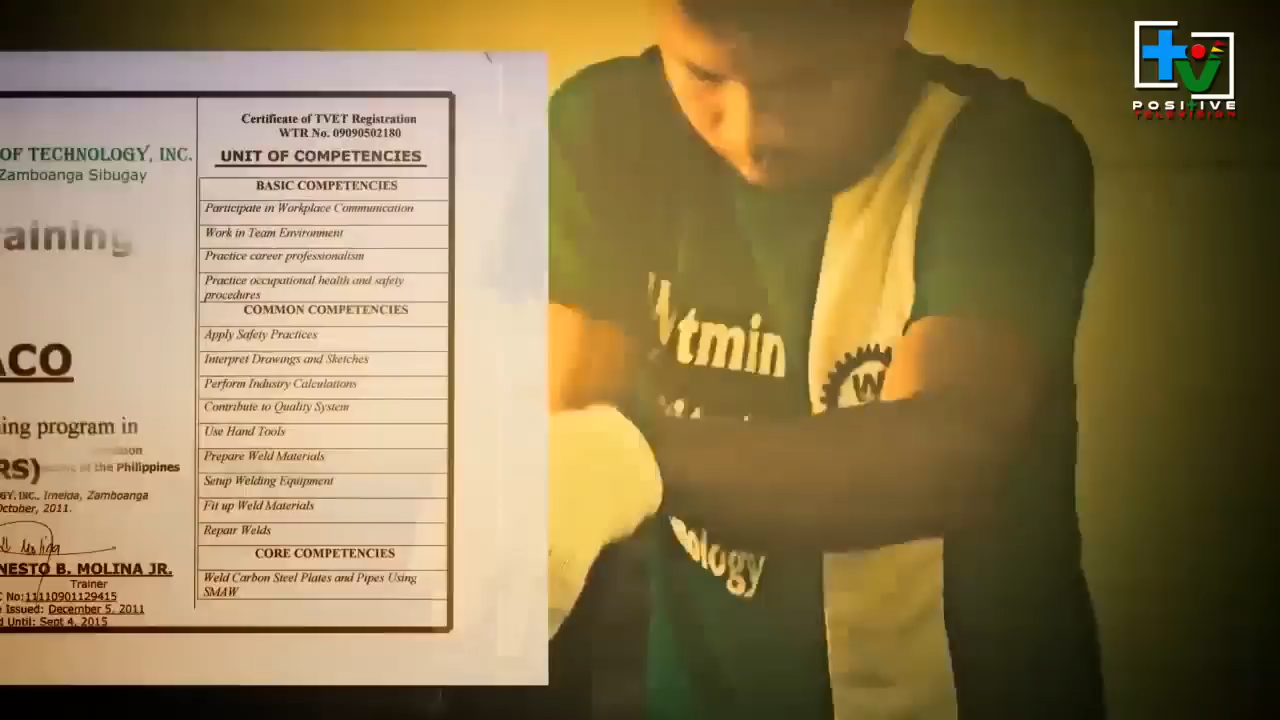 POSITIVE
TELEVISION
OF TECHNOLOGY, INC.
Zamboanga Sibugay
aining
ACO
ing program in
RS)
of the Philippines
GY, INC., Imelda, Zamboanga
October, 2011.
NESTO B. MOLINA JR.
Trainer
C No:11110901129415
e Issued: December 5, 2011
d Until: Sept 4, 2015
Certificate of TVET Registration
WTR No. 09090502180
UNIT OF COMPETENCIES
BASIC COMPETENCIES
Participate in Workplace Communication
Work in Team Environment
Practice career professionalism
Practice occupational health and safety
procedures
COMMON COMPETENCIES
Apply Safety Practices
Interpret Drawings and Sketches
Perform Industry Calculations
Contribute to Quality System
Use Hand Tools
Prepare Weld Materials
Setup Welding Equipment
Fit up Weld Materials
Repair Welds
CORE COMPETENCIES
Weld Carbon Steel Plates and Pipes Using
SMAW
ytmin
W
ology